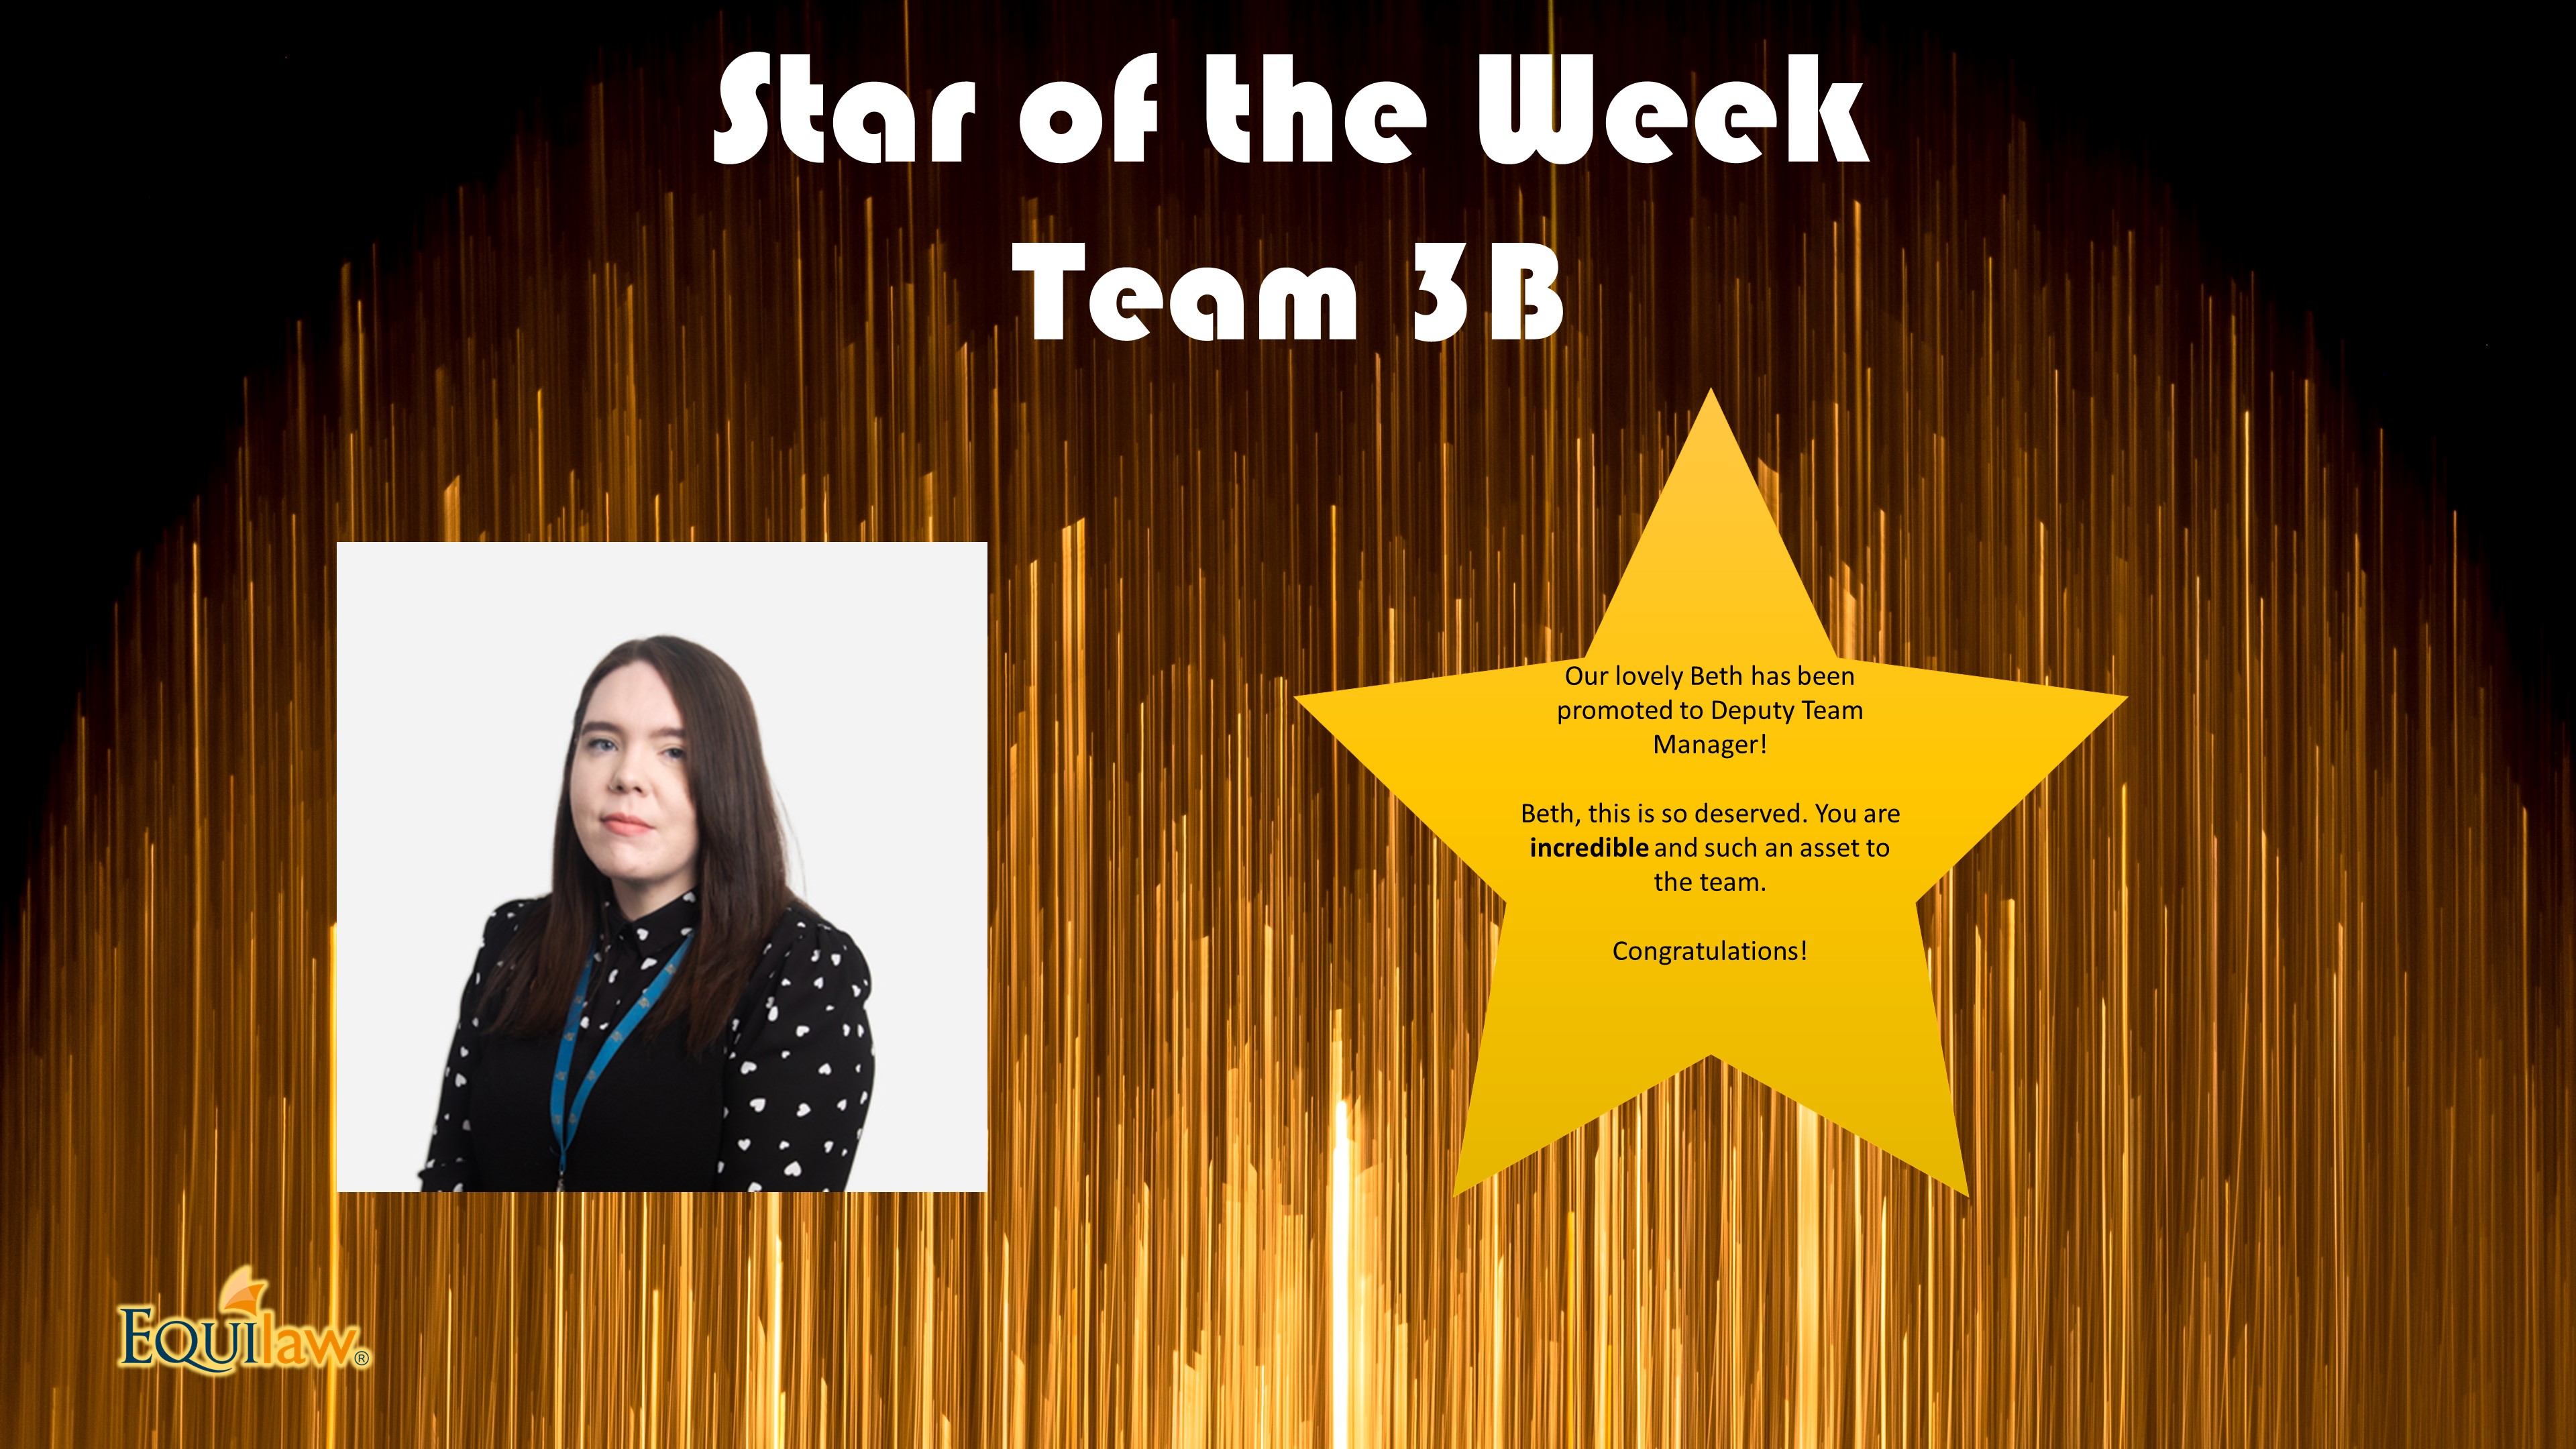 Star of the Week
Team 3B
Our lovely Beth has been
promoted to Deputy Team
Manager!
Beth, this is so deserved. You are
incredible and such an asset to
the team.
Congratulations!
EQUIlaw®